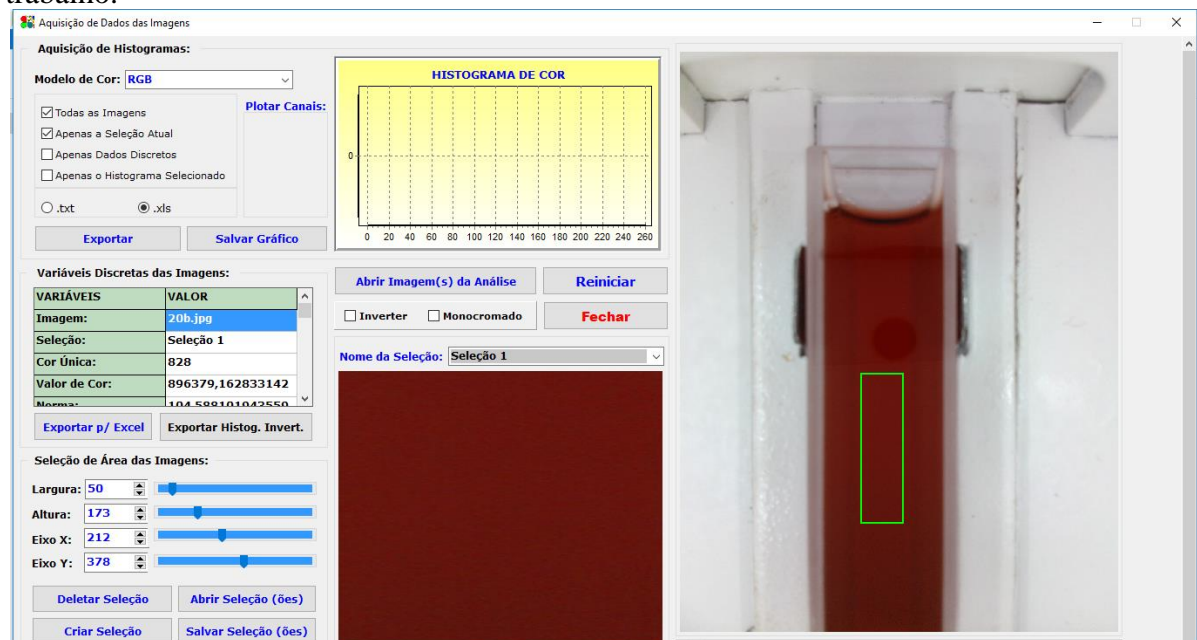 trabalho.
Aquisição de Dados das Imagens
Aquisição de Histogramas:
Modelo de Cor: RGB
Todas as Imagens
Apenas a Seleção Atual
Apenas Dados Discretos
Apenas o Histograma Selecionado
Plotar Canais:
.txt .xls
Exportar Salvar Gráfico
HISTOGRAMA DE COR
0
0 20 40 60 80 100 120 140 160 180 200 220 240 260
Variáveis Discretas das Imagens:
VARIÁVEIS VALOR
Imagem: 20b.jpg
Seleção: Seleção 1
Cor Única: 828
Valor de Cor: 896379,162833142
Norma: 104,588101942550
Exportar p/ Excel Exportar Histog. Invert.
Abrir Imagem(s) da Análise Reiniciar
Inverter Monocromado Fechar
Nome da Seleção: Seleção 1
Seleção de Área das Imagens:
Largura: 50
Altura: 173
Eixo X: 212
Eixo Y: 378
Deletar Seleção Abrir Seleção (ões)
Criar Seleção Salvar Seleção (ões)